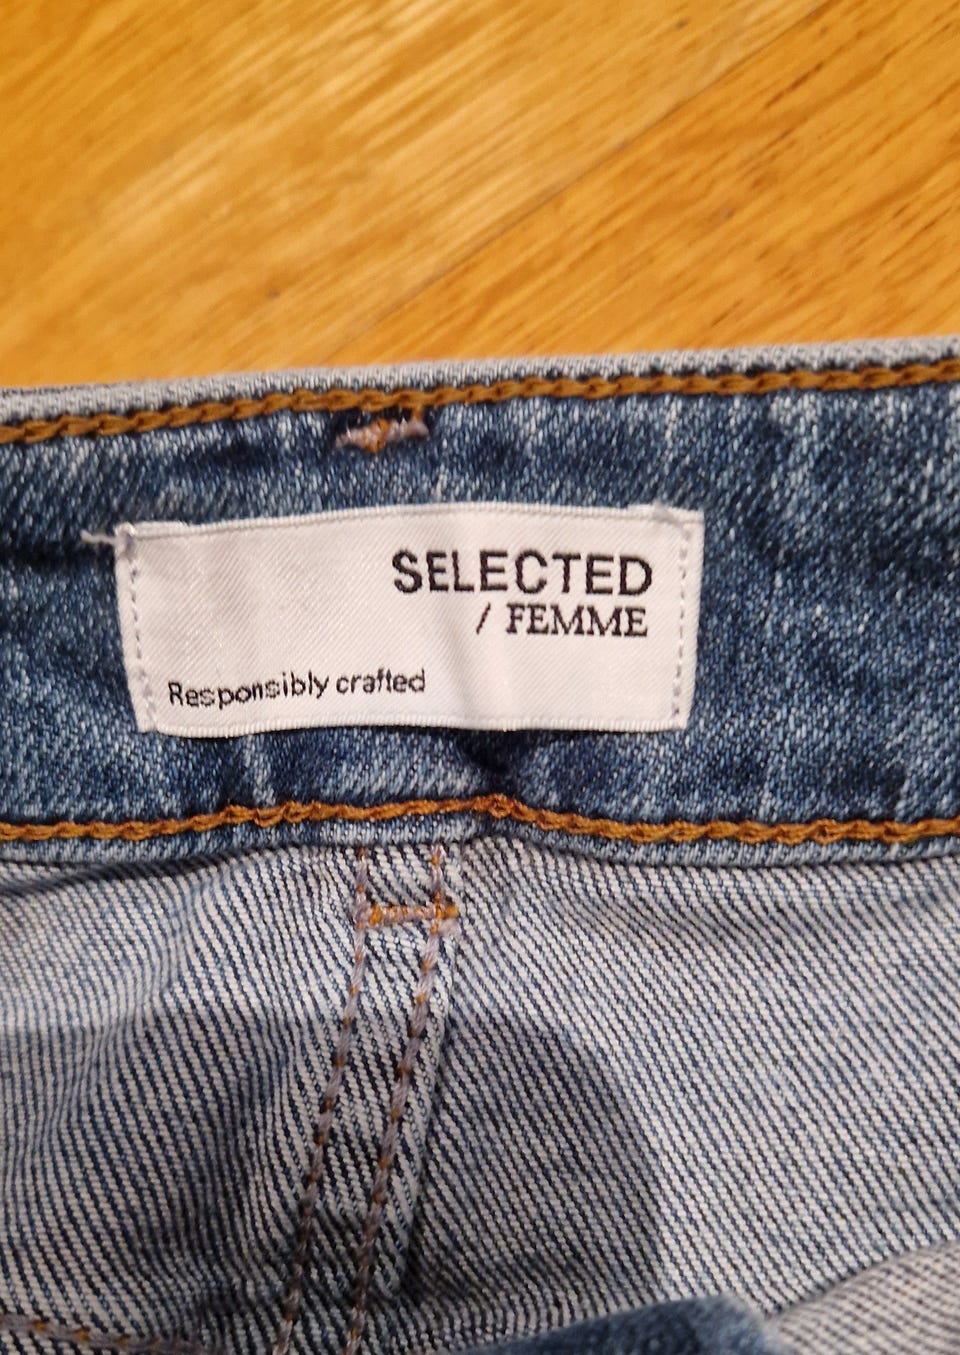 SELECTED
/ FEMME
Responsibly crafted